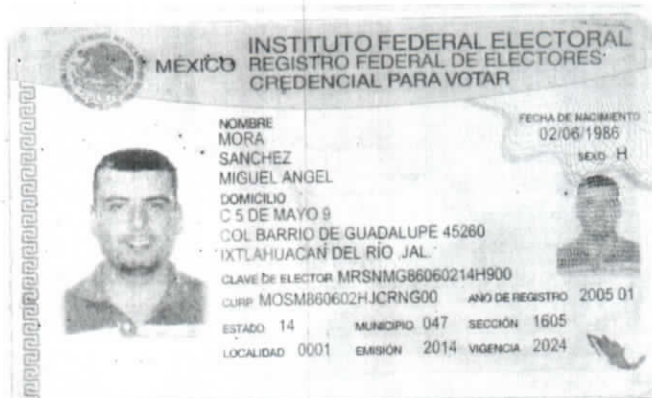 INSTITUTO FEDERAL ELECTORAL
MÉXICO REGISTRO FEDERAL DE ELECTORES
CREDENCIAL PARA VOTAR
NOMBRE
MORA
SANCHEZ
MIGUEL ANGEL
FECHA DE NACIMIENTO
02/06/1986
SEXO H
DOMICILIO
C 5 DE MAYO 9
COL BARRIO DE GUADALUPE 45260
IXTLAHUACAN DEL RIO ,JAL.
CLAVE DE ELECTOR MRSNMG86060214H900
CURP MOSM860602HJCRNG00 AÑO DE REGISTRO 2005 01
ESTADO 14 MUNICIPIO 047 SECCIÓN 1605
LOCALIDAD 0001 EMISIÓN 2014 VIGENCIA 2024